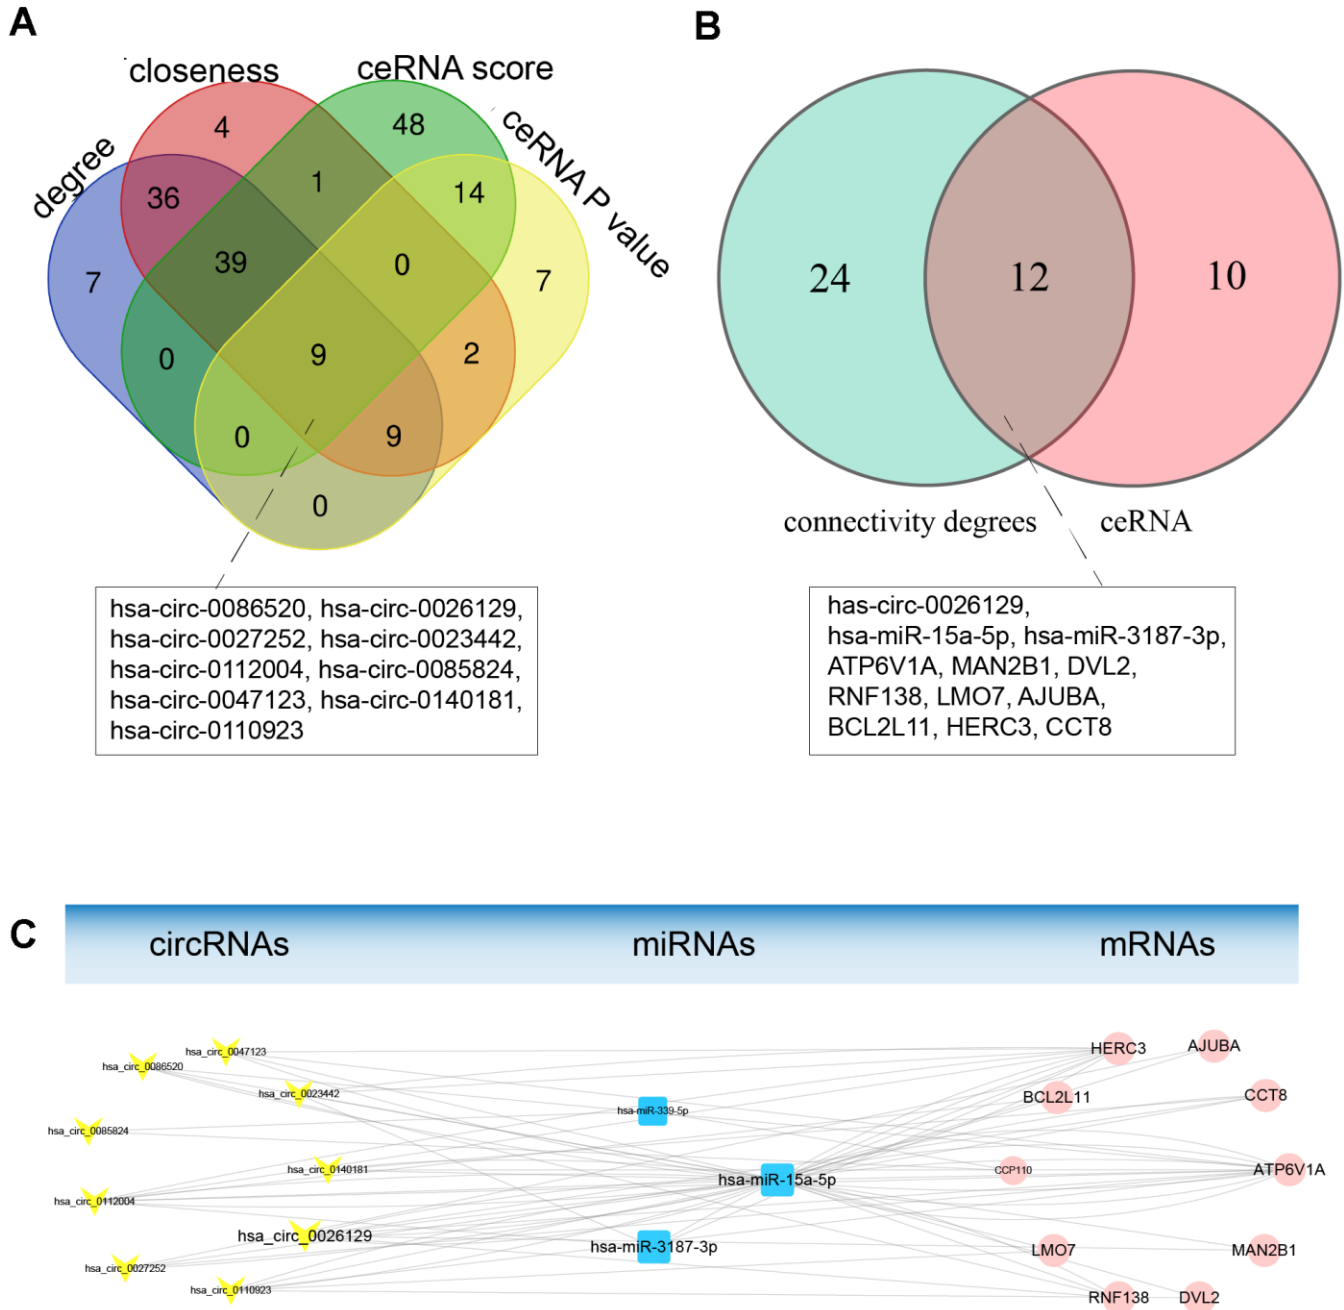 A
B
closeness
ceRNA score
degree
ceRNA P value
4
48
36
1
14
7
39
0
7
0
9
2
0
9
0
24
12
10
connectivity degrees
ceRNA
hsa-circ-0086520, hsa-circ-0026129,
hsa-circ-0027252, hsa-circ-0023442,
hsa-circ-0112004, hsa-circ-0085824,
hsa-circ-0047123, hsa-circ-0140181,
hsa-circ-0110923
has-circ-0026129,
hsa-miR-15a-5p, hsa-miR-3187-3p,
ATP6V1A, MAN2B1, DVL2,
RNF138, LMO7, AJUBA,
BCL2L11, HERC3, CCT8
C
circRNAs
miRNAs
mRNAs
hsa_circ_0047123
hsa_circ_0086520
hsa_circ_0023442
hsa_circ_0085824
hsa_circ_0140181
hsa_circ_0112004
hsa_circ_0026129
hsa_circ_0027252
hsa_circ_0110923
hsa-miR-339-5p
hsa-miR-15a-5p
hsa-miR-3187-3p
HERC3
AJUBA
BCL2L11
CCT8
CCP110
ATP6V1A
LMO7
MAN2B1
RNF138
DVL2